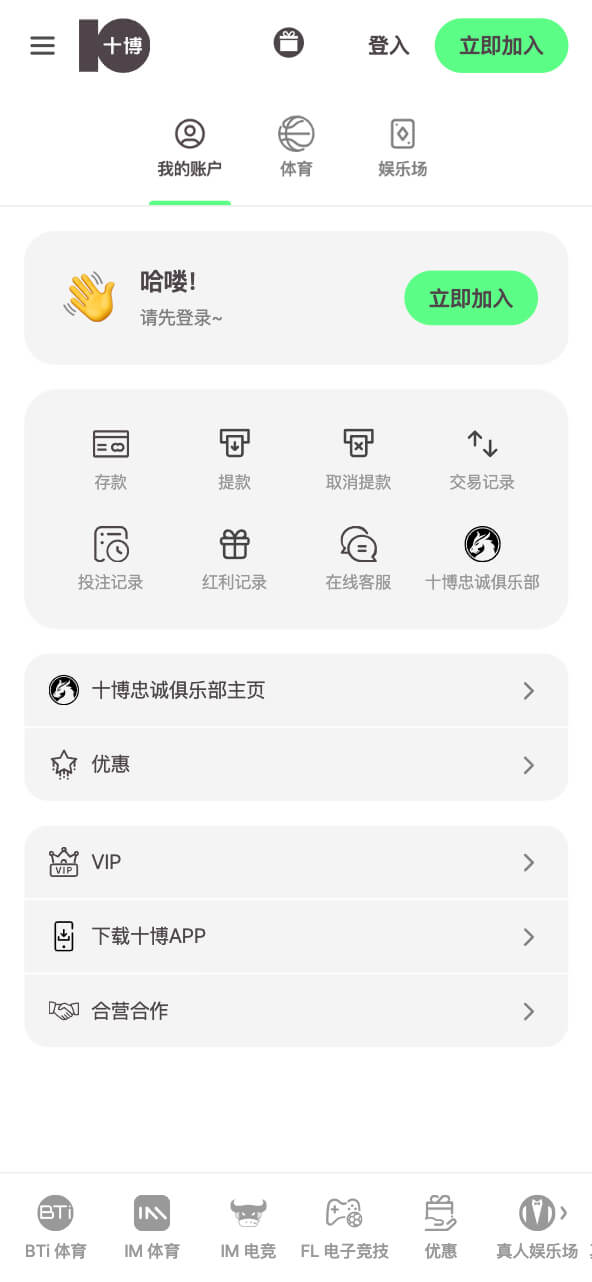 十博
登入
立即加入
我的账户
体育
娱乐场
哈喽!
请先登录~
立即加入
存款
提款
取消提款
交易记录
投注记录
红利记录
在线客服
十博忠诚俱乐部
十博忠诚俱乐部主页
优惠
VIP
VIP
下载十博APP
合营合作
BTi
IM
BTi 体育
IM 体育
IM 电竞
FL 电子竞技
优惠
真人娱乐场